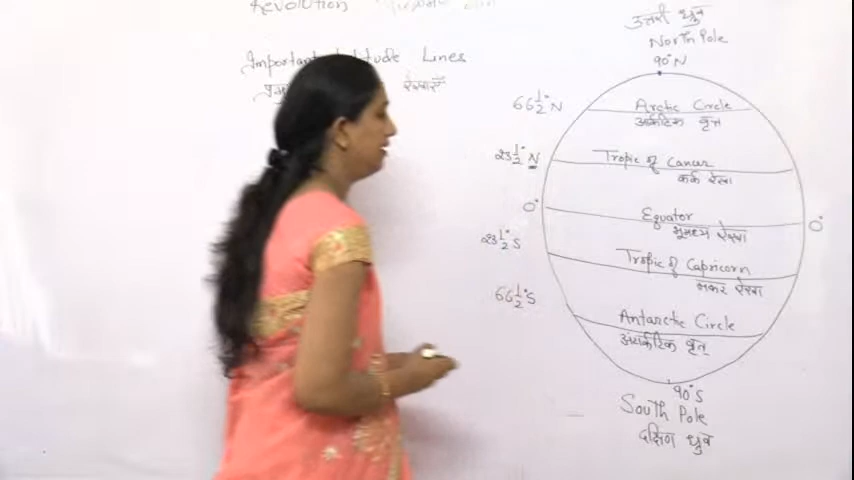 Revolution
Important Latitude Lines
रेखाएँ
उत्तरी ध्रुव
North Pole
90°N
66½°N
Arctic Circle
आर्कटिक वृत्त
23½° N
Tropic of Cancer
कर्क रेखा
0°
Equator
0°
भूमध्य रेखा
23½°S
Tropic of Capricorn
मकर रेखा
66½°S
Antarctic Circle
अंटार्कटिक वृत्
90°S
South Pole
दक्षिण ध्रुव